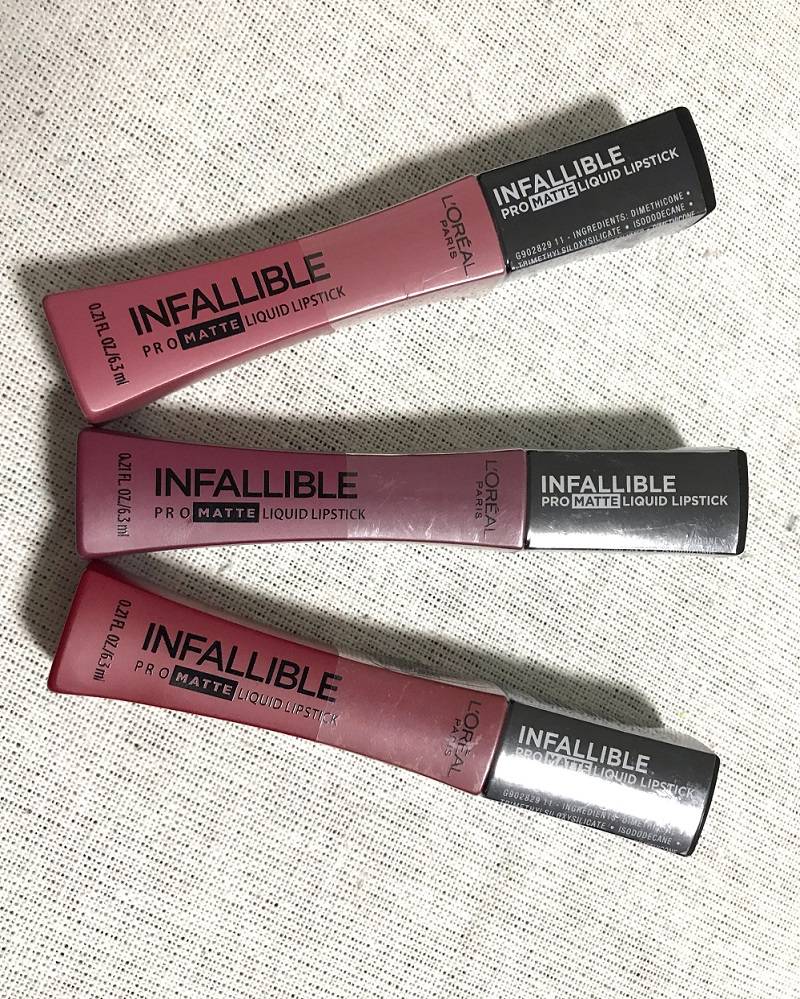 INFALLIBLE
PRO MATTE LIQUID LIPSTICK
G902829 11 - INGREDIENTS: DIMETHICONE •
TRIMETHYLSILOXYSILICATE • ISODODECANE •
DIMETHICONE
L'ORÉAL
PARIS
INFALLIBLE
PRO MATTE LIQUID LIPSTICK
0.21 FL. OZ./6.3 ml
INFALLIBLE
PRO MATTE LIQUID LIPSTICK
L'ORÉAL
PARIS
INFALLIBLE
PRO MATTE LIQUID LIPSTICK
0.21 FL. OZ./6.3 ml
INFALLIBLE
PRO MATTE LIQUID LIPSTICK
G902829 11 - INGREDIENTS:
TRIMETHYLSILOXYSILICATE • ISODODECANE •
L'ORÉAL
PARIS
INFALLIBLE
PRO MATTE LIQUID LIPSTICK
0.21 FL. OZ./6.3 ml